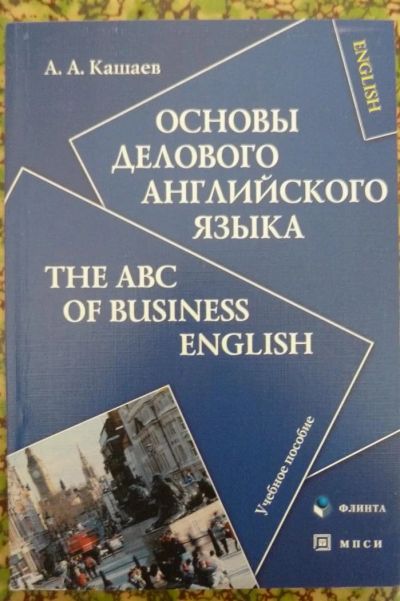 А. А. Кашаев
ENGLISH
ОСНОВЫ
ДЕЛОВОГО
АНГЛИЙСКОГО
ЯЗЫКА
THE ABC
OF BUSINESS
ENGLISH
Учебное пособие
ФЛИНТА
МПСИ